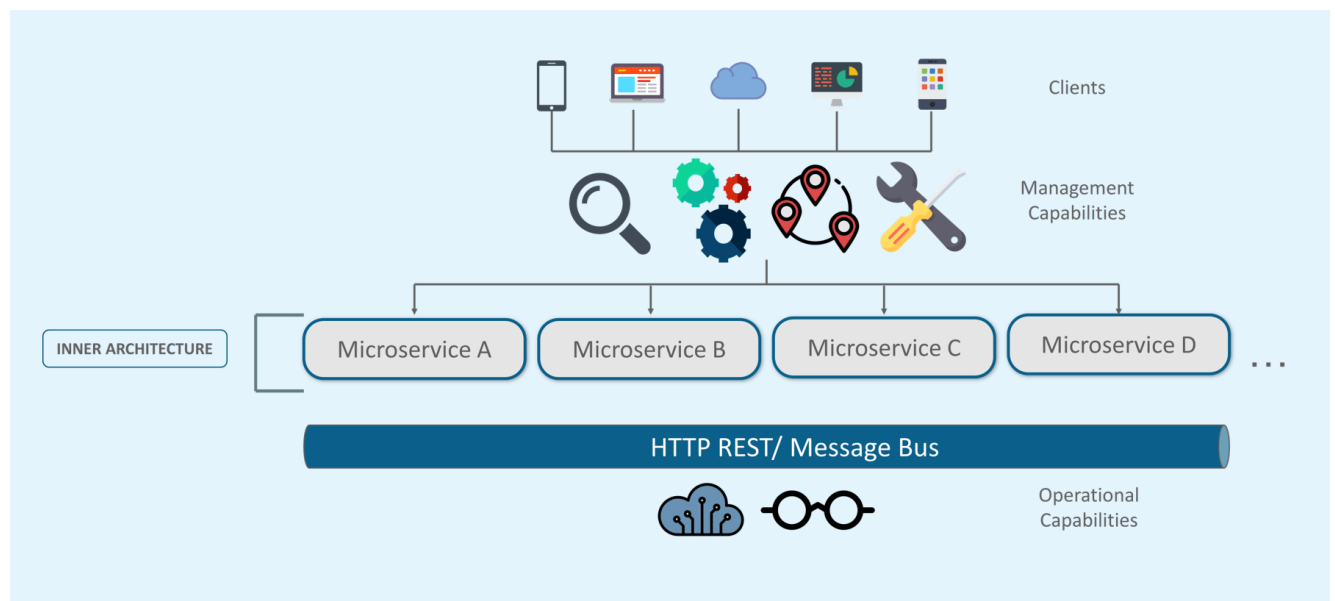 Clients
Management
Capabilities
INNER ARCHITECTURE
Microservice A
Microservice B
Microservice C
Microservice D
...
HTTP REST/ Message Bus
Operational
Capabilities